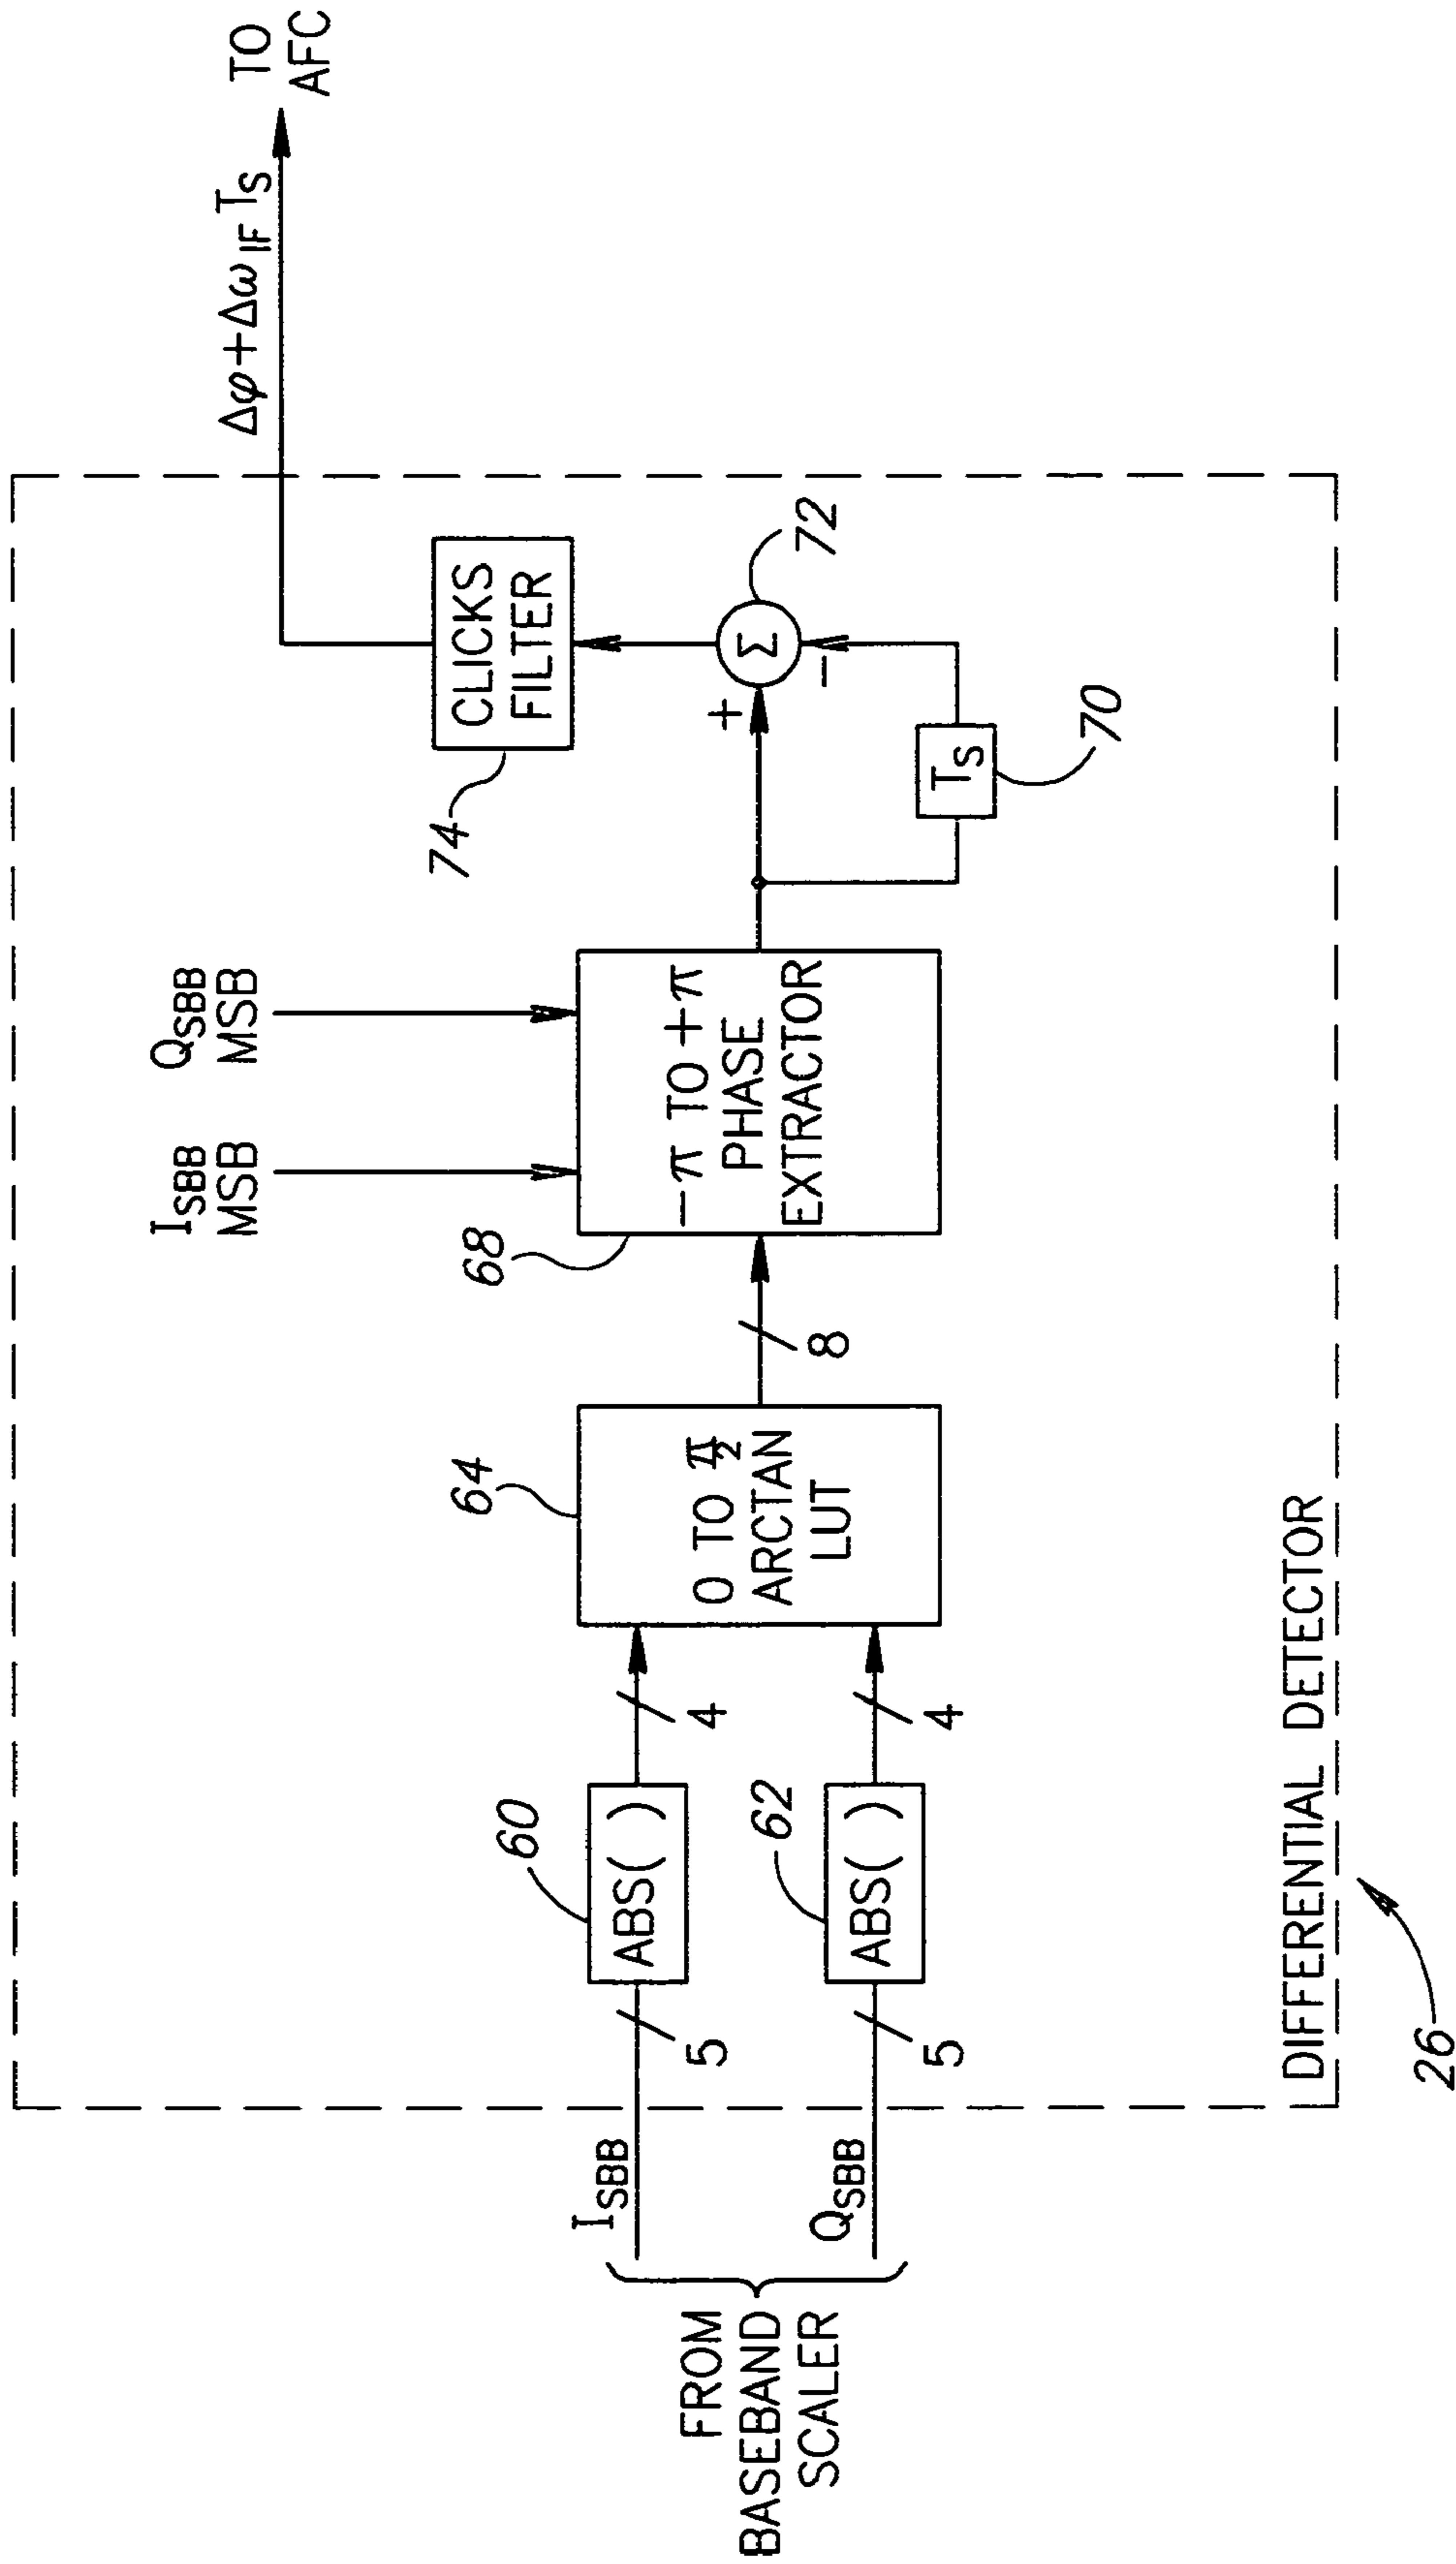 FROM
BASEBAND
SCALER
I_SBB
Q_SBB
5
5
60
ABS( )
62
ABS( )
4
4
64
0 TO π/2
ARCTAN
LUT
8
68
I_SBB
MSB
Q_SBB
MSB
-π TO +π
PHASE
EXTRACTOR
+
-
T_S
70
Σ
72
74
CLICKS
FILTER
Δφ+Δω_IF T_S
TO
AFC
DIFFERENTIAL DETECTOR
26